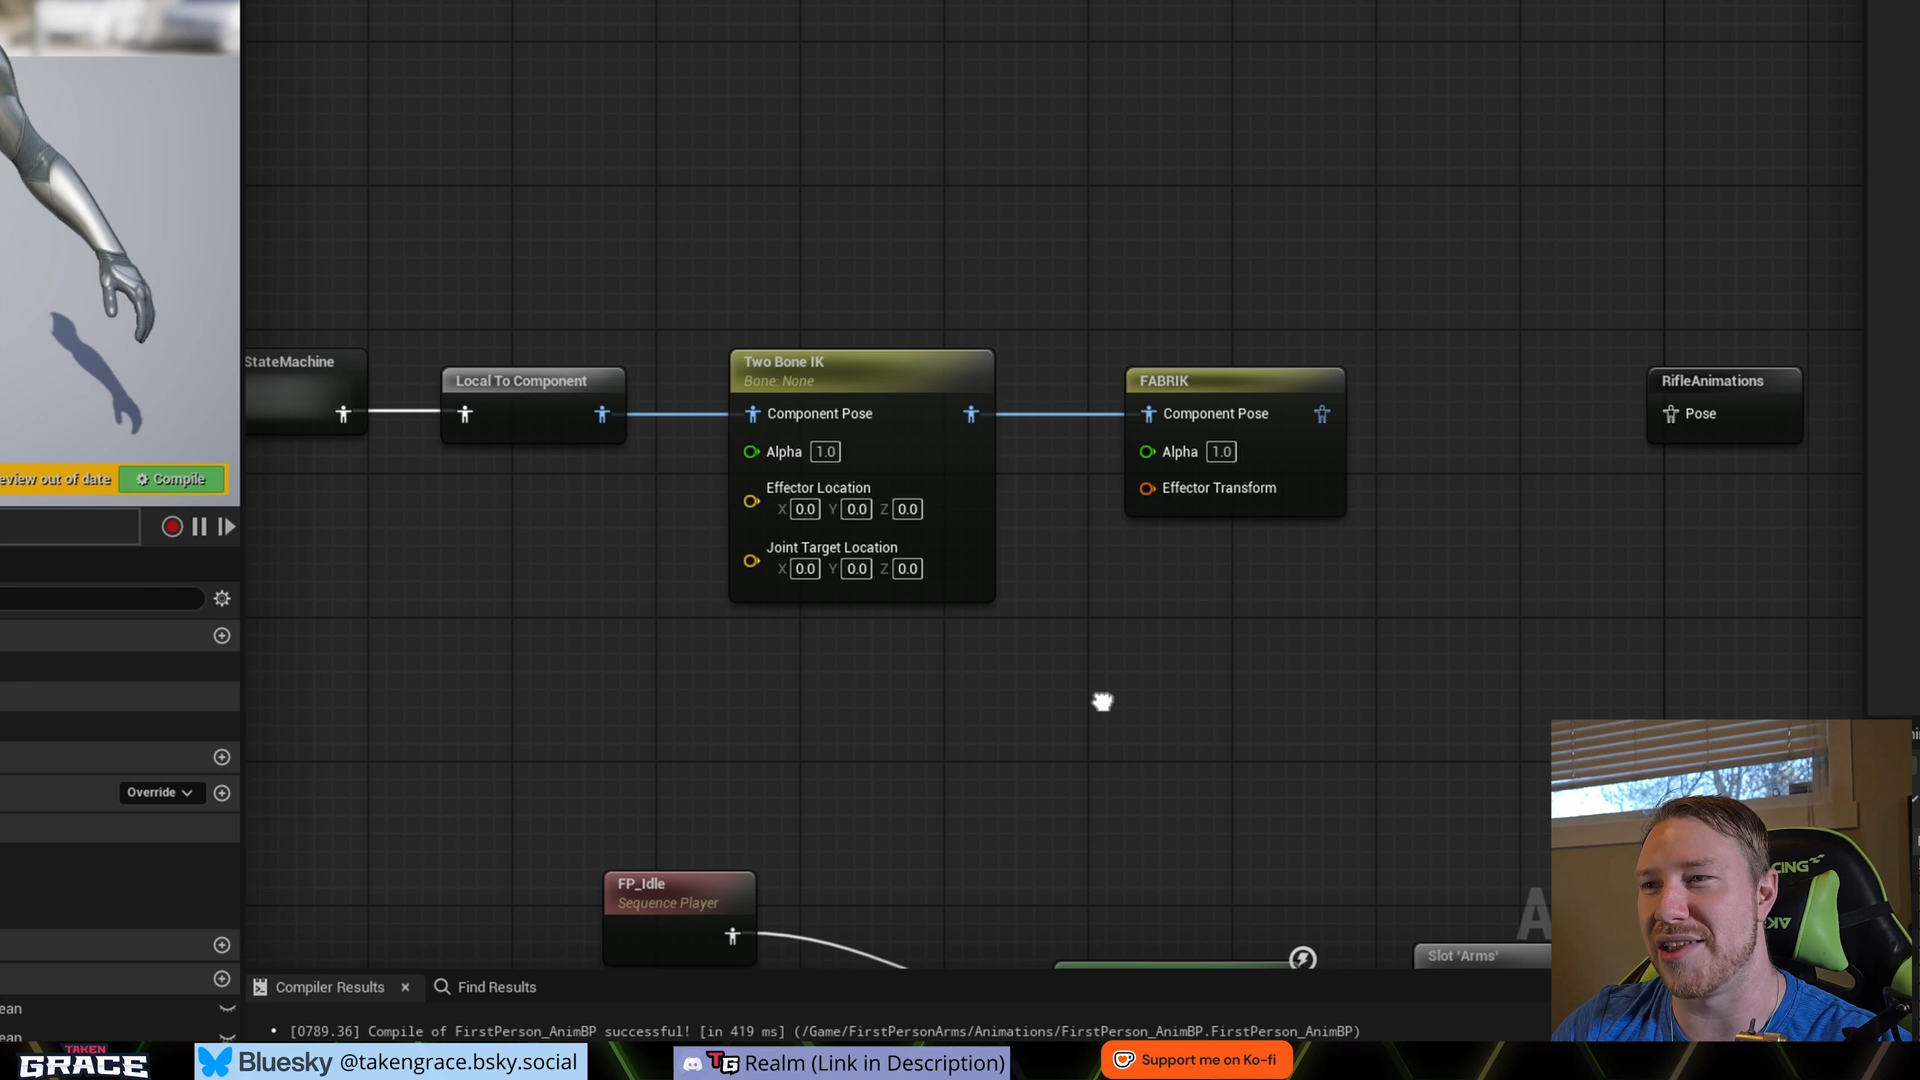 StateMachine
Local To Component
Two Bone IK
Bone: None
Component Pose
Alpha 1.0
Effector Location
X 0.0 Y 0.0 Z 0.0
Joint Target Location
X 0.0 Y 0.0 Z 0.0
FABRIK
Component Pose
Alpha 1.0
Effector Transform
RifleAnimations
Pose
eview out of date
Compile
Override
ean
FP_Idle
Sequence Player
Slot 'Arms'
A
Compiler Results
Find Results
[0789.36] Compile of FirstPerson_AnimBP successful! [in 419 ms] (/Game/FirstPersonArms/Animations/FirstPerson_AnimBP.FirstPerson_AnimBP)
CING
TAKEN
GRACE
Bluesky @takengrace.bsky.social
TG Realm (Link in Description)
Support me on Ko-fi